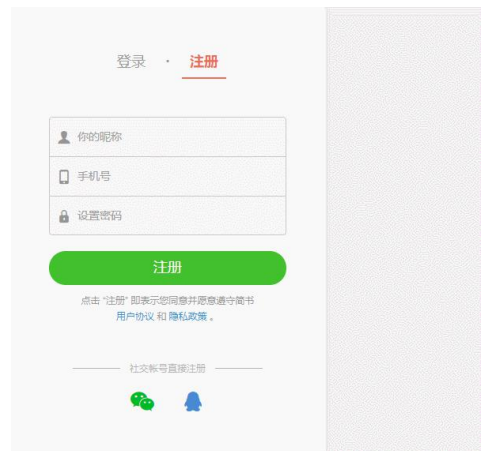 登录 · 注册
你的昵称
手机号
设置密码
注册
点击 "注册" 即表示您同意并愿意遵守简书
用户协议 和 隐私政策 。
社交帐号直接注册